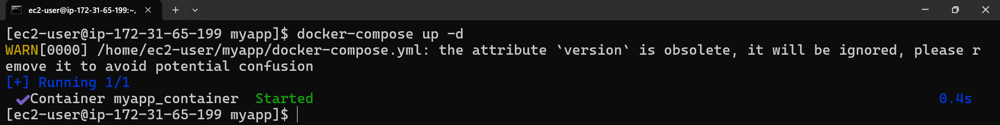 ec2-user@ip-172-31-65-199:~/
[ec2-user@ip-172-31-65-199 myapp]$ docker-compose up -d
WARN[0000] /home/ec2-user/myapp/docker-compose.yml: the attribute `version` is obsolete, it will be ignored, please r
emove it to avoid potential confusion
[+] Running 1/1
✔Container myapp_container  Started 0.4s
[ec2-user@ip-172-31-65-199 myapp]$